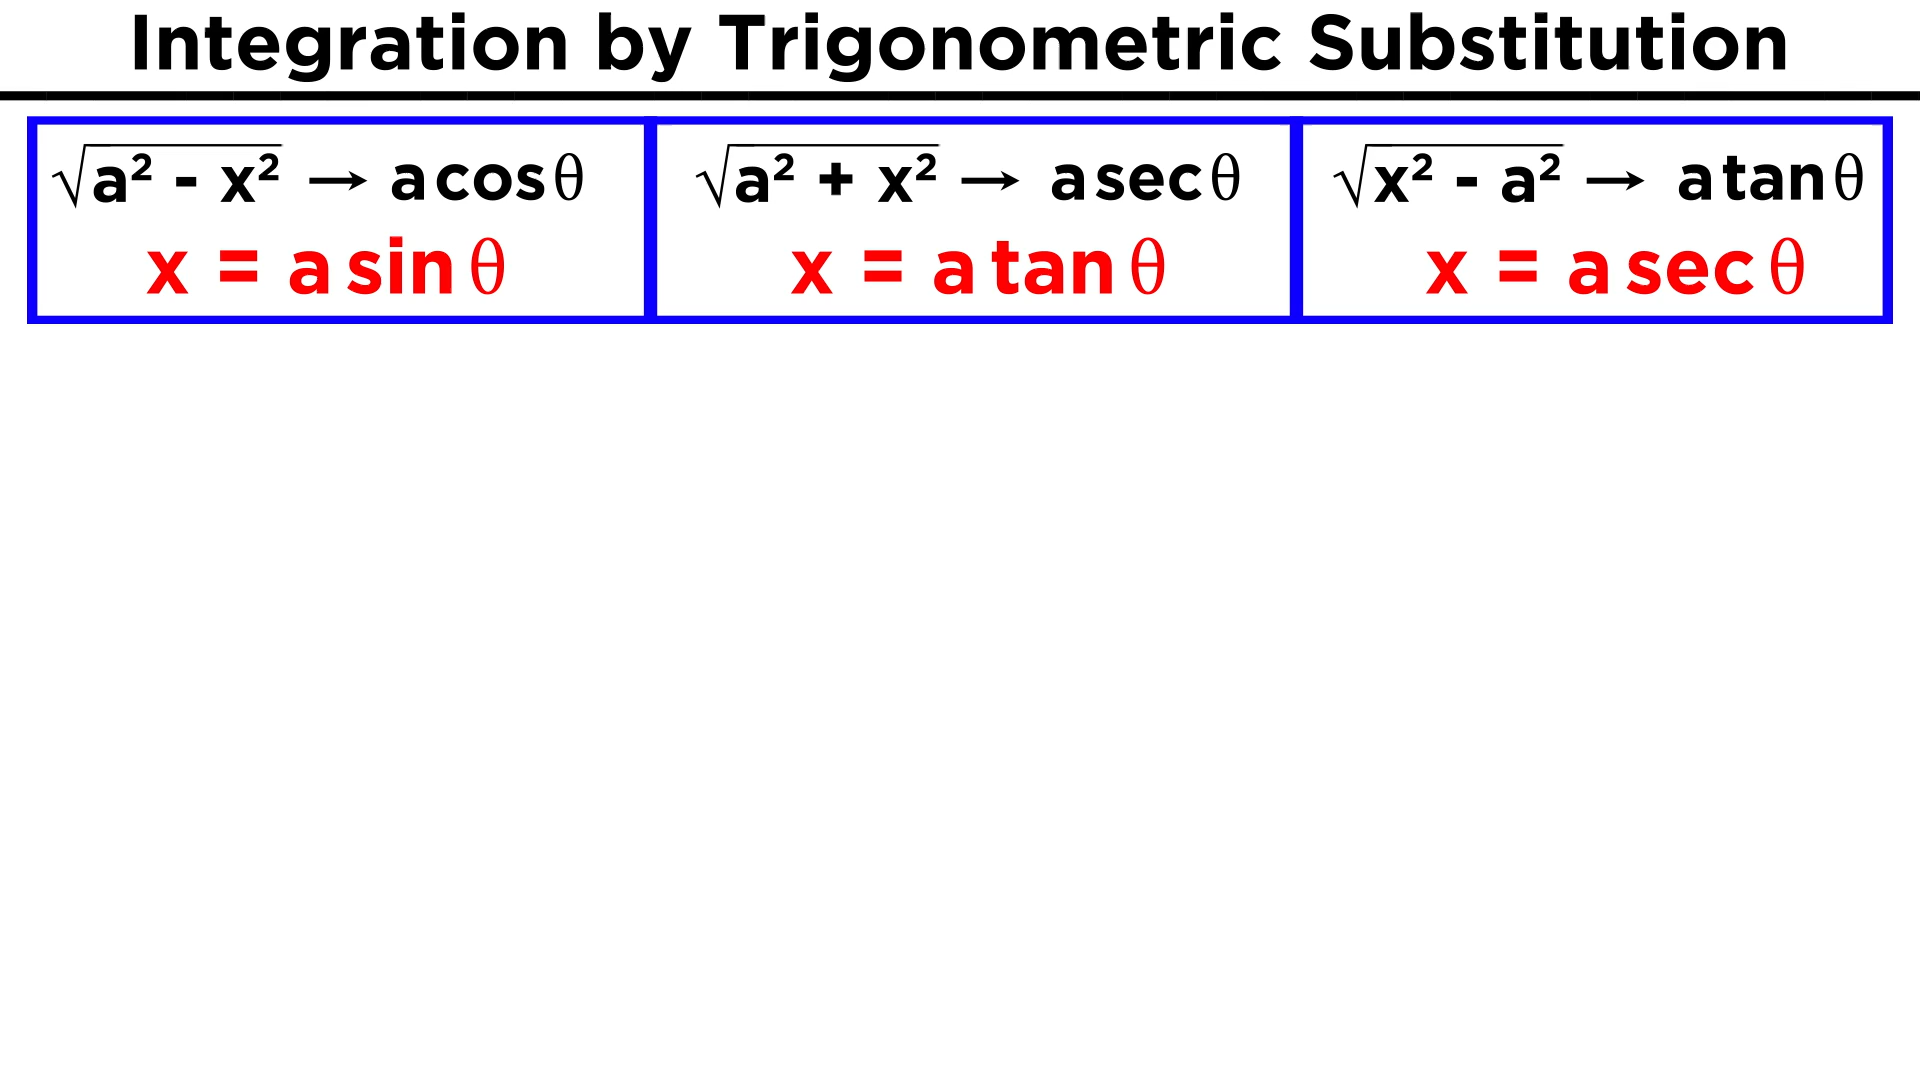 Integration by Trigonometric Substitution
√a² - x² → a cos θ
x = a sin θ
√a² + x² → a sec θ
x = a tan θ
√x² - a² → a tan θ
x = a sec θ